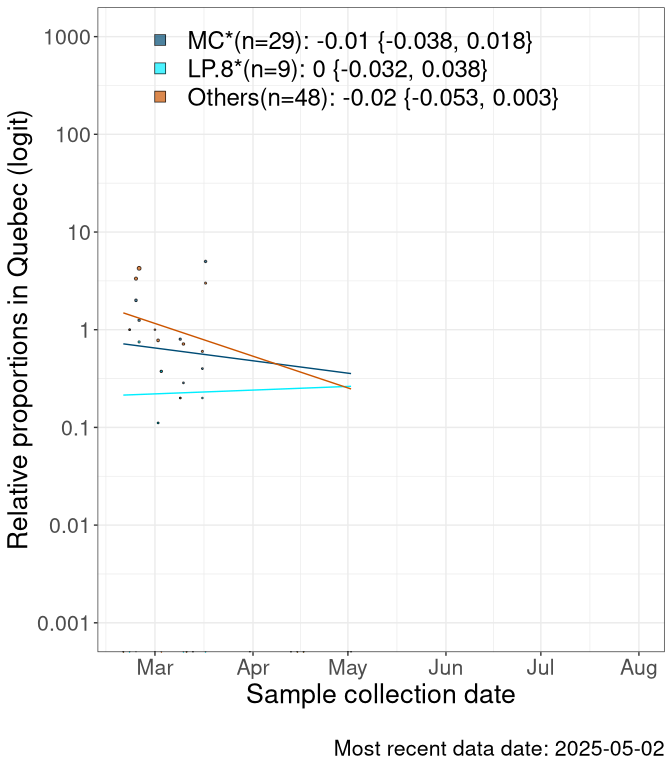 MC*(n=29): -0.01 {-0.038, 0.018}
LP.8*(n=9): 0 {-0.032, 0.038}
Others(n=48): -0.02 {-0.053, 0.003}
Relative proportions in Quebec (logit)
1000
100
10
1
0.1
0.01
0.001
Mar Apr May Jun Jul Aug
Sample collection date
Most recent data date: 2025-05-02